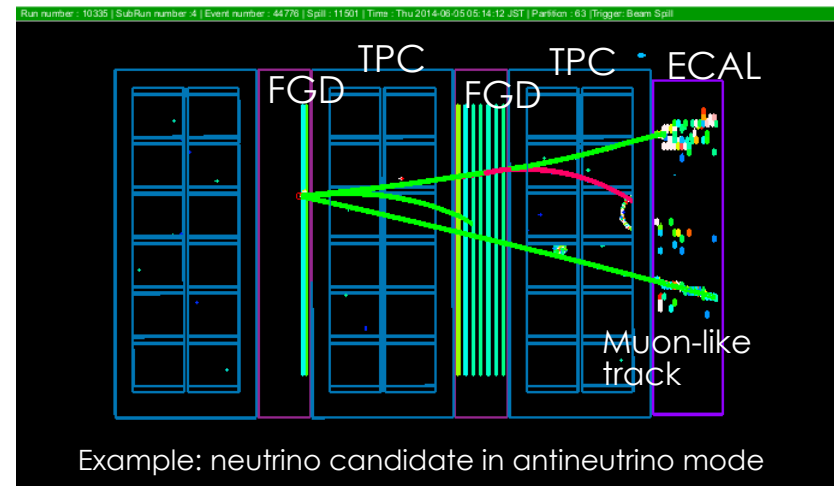 Run number : 10335 | SubRun number :4 | Event number : 44776 | Spill : 11501 | Time : Thu 2014-06-05 05:14:12 JST | Partition : 63 |Trigger: Beam Spill
TPC TPC ECAL
FGD FGD
Muon-like
track
Example: neutrino candidate in antineutrino mode